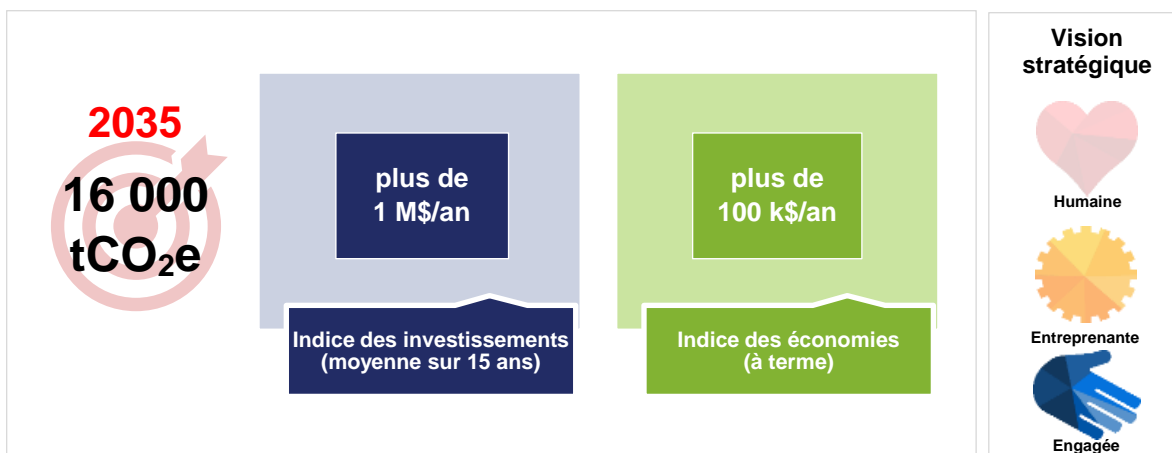 2035
16 000
tCO₂e
plus de
1 M$/an
Indice des investissements
(moyenne sur 15 ans)
plus de
100 k$/an
Indice des économies
(à terme)
Vision
stratégique
Humaine
Entreprenante
Engagée